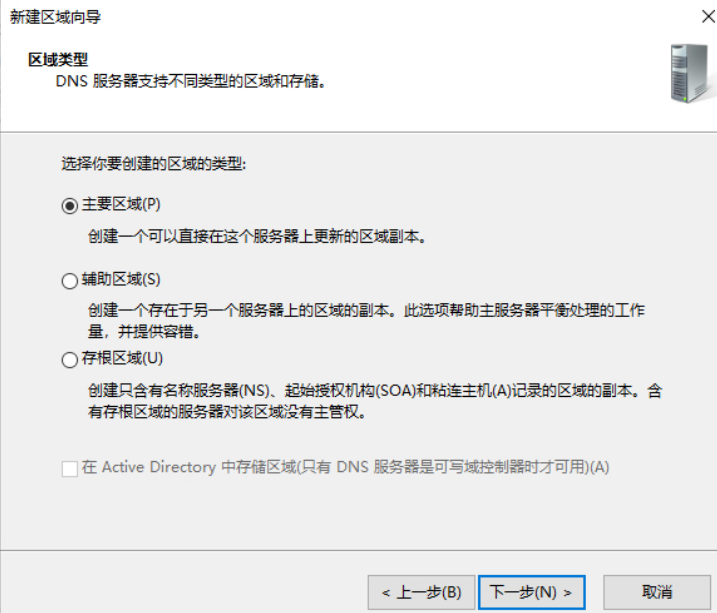 新建区域向导
区域类型
DNS 服务器支持不同类型的区域和存储。
选择你要创建的区域的类型:
主要区域(P)
创建一个可以直接在这个服务器上更新的区域副本。
辅助区域(S)
创建一个存在于另一个服务器上的区域的副本。此选项帮助主服务器平衡处理的工作
量，并提供容错。
存根区域(U)
创建只含有名称服务器(NS)、起始授权机构(SOA)和粘连主机(A)记录的区域的副本。含
有存根区域的服务器对该区域没有主管权。
在 Active Directory 中存储区域(只有 DNS 服务器是可写域控制器时才可用)(A)
< 上一步(B) 下一步(N) > 取消